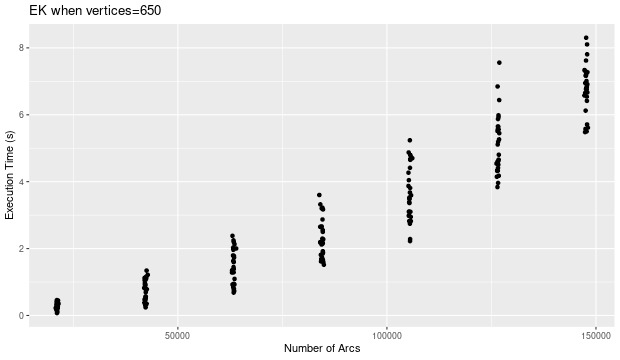 EK when vertices=650
Execution Time (s)
8
6
4
2
0
50000
100000
150000
Number of Arcs